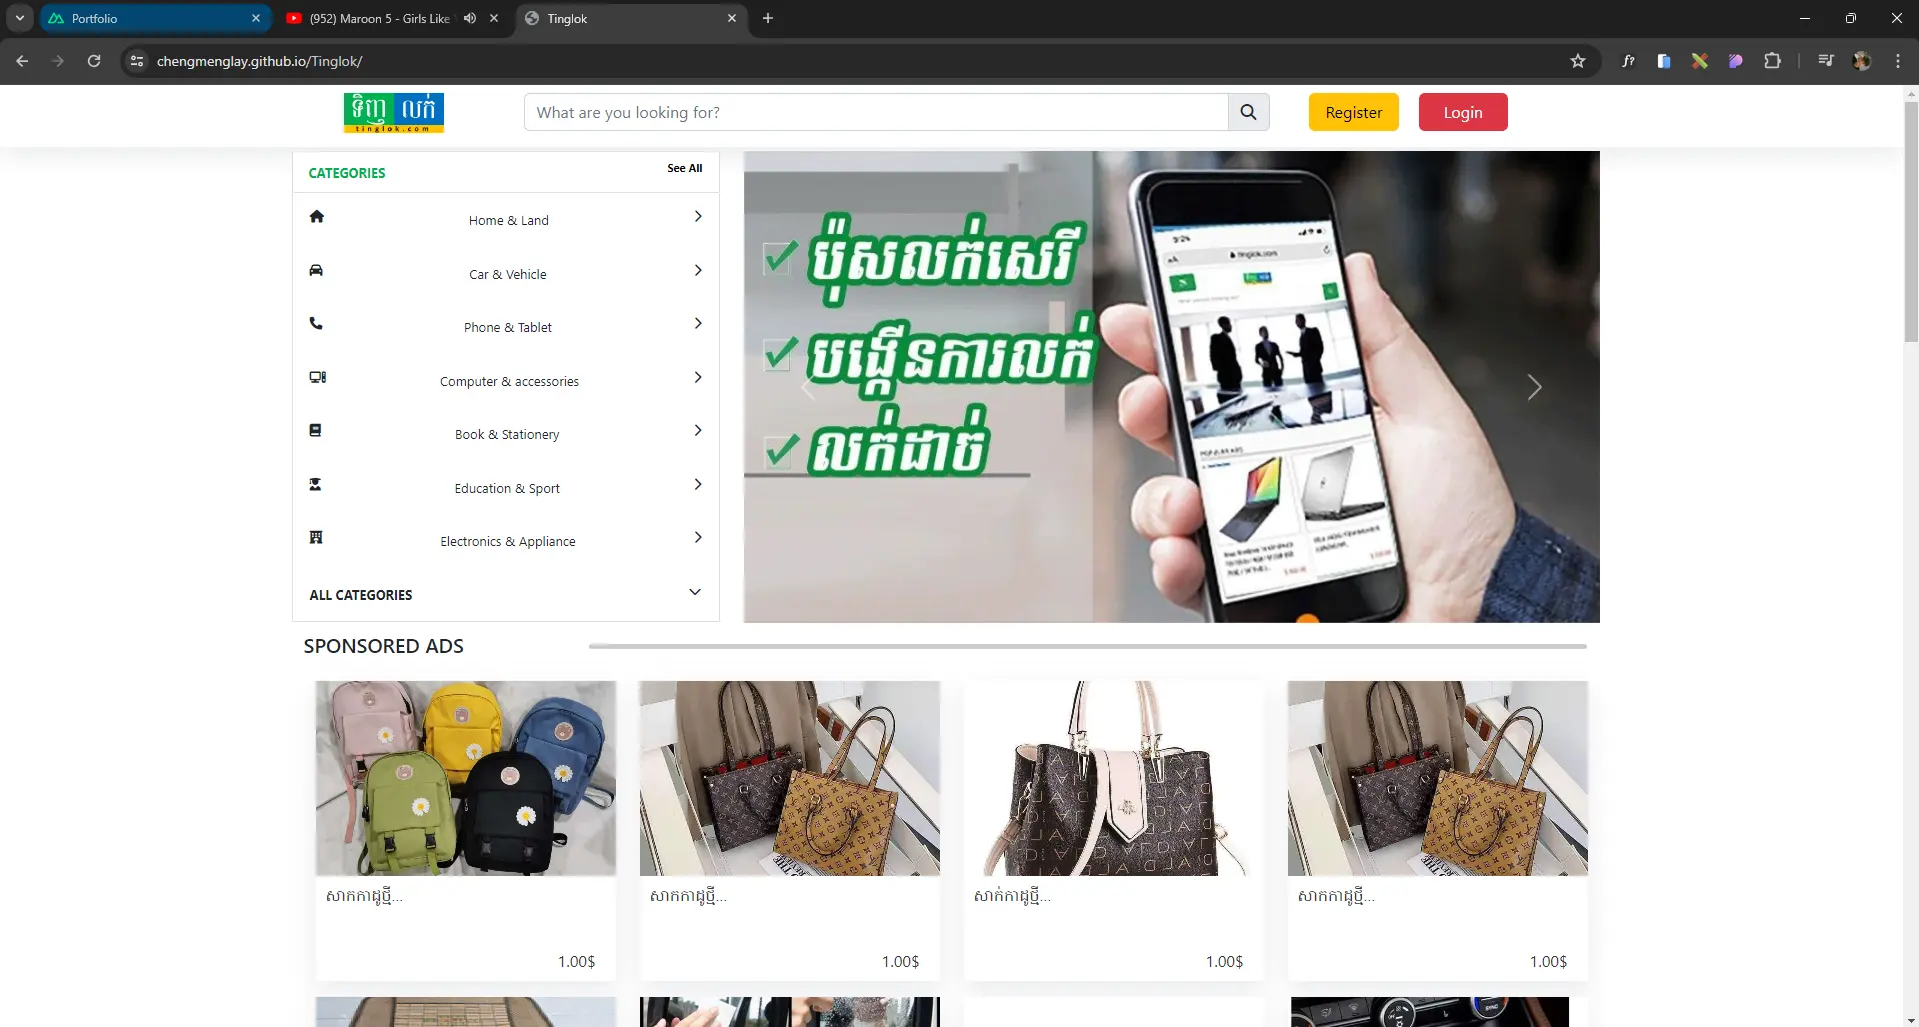 Portfolio
(952) Maroon 5 - Girls Like
Tinglok
chengmenglay.github.io/Tinglok/
f?
ទិញ លក់
tinglok.com
What are you looking for?
Register
Login
CATEGORIES
See All
Home & Land
Car & Vehicle
Phone & Tablet
Computer & accessories
Book & Stationery
Education & Sport
Electronics & Appliance
ALL CATEGORIES
ប៉ុសលក់សេរី
បង្កើនការលក់
លក់ដាច់
tinglok.com
SPONSORED ADS
សាកកាដូថ្មី...
សាកកាដូថ្មី...
សាក់កាដូថ្មី...
សាកកាដូថ្មី...
1.00$
1.00$
1.00$
1.00$
SYNC